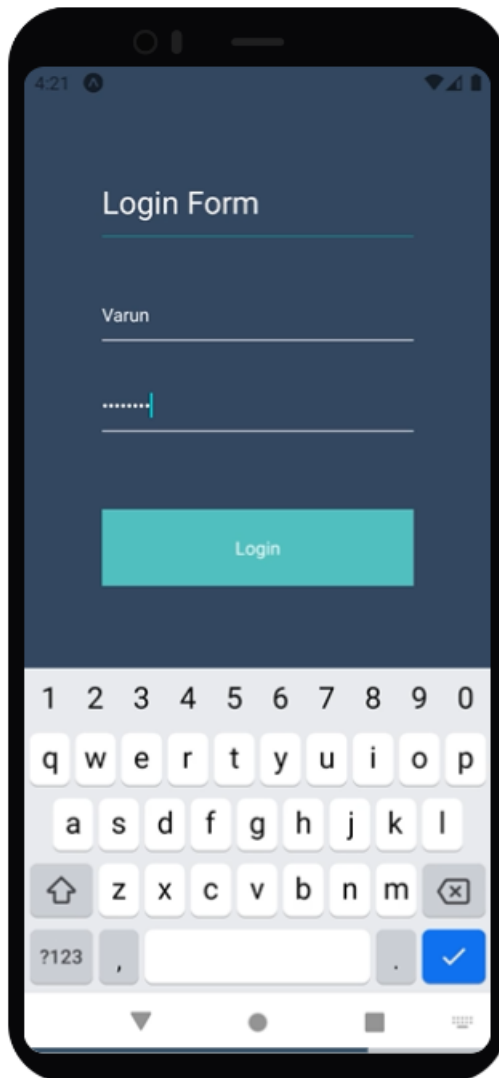 4:21
Login Form
Varun
••••••••
Login
1 2 3 4 5 6 7 8 9 0
q w e r t y u i o p
a s d f g h j k l
z x c v b n m
?123 , .